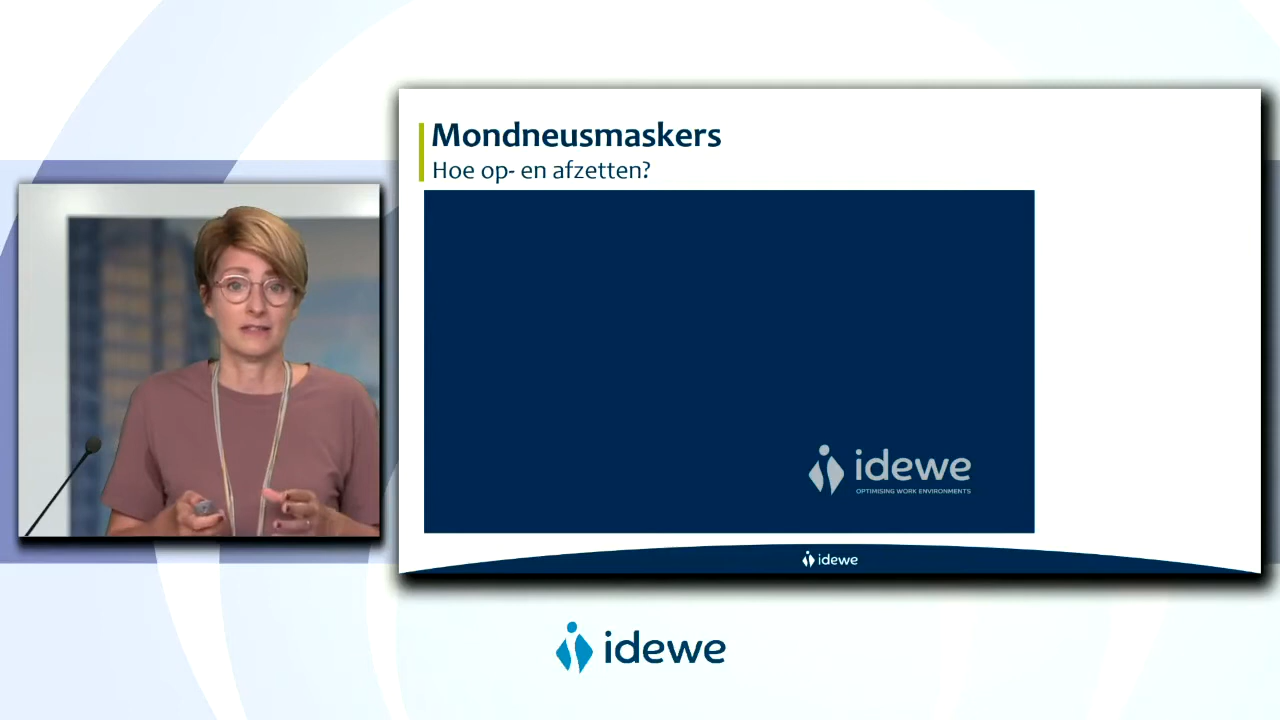 Mondneusmaskers
Hoe op- en afzetten?
idewe
OPTIMISING WORK ENVIRONMENTS
idewe
idewe